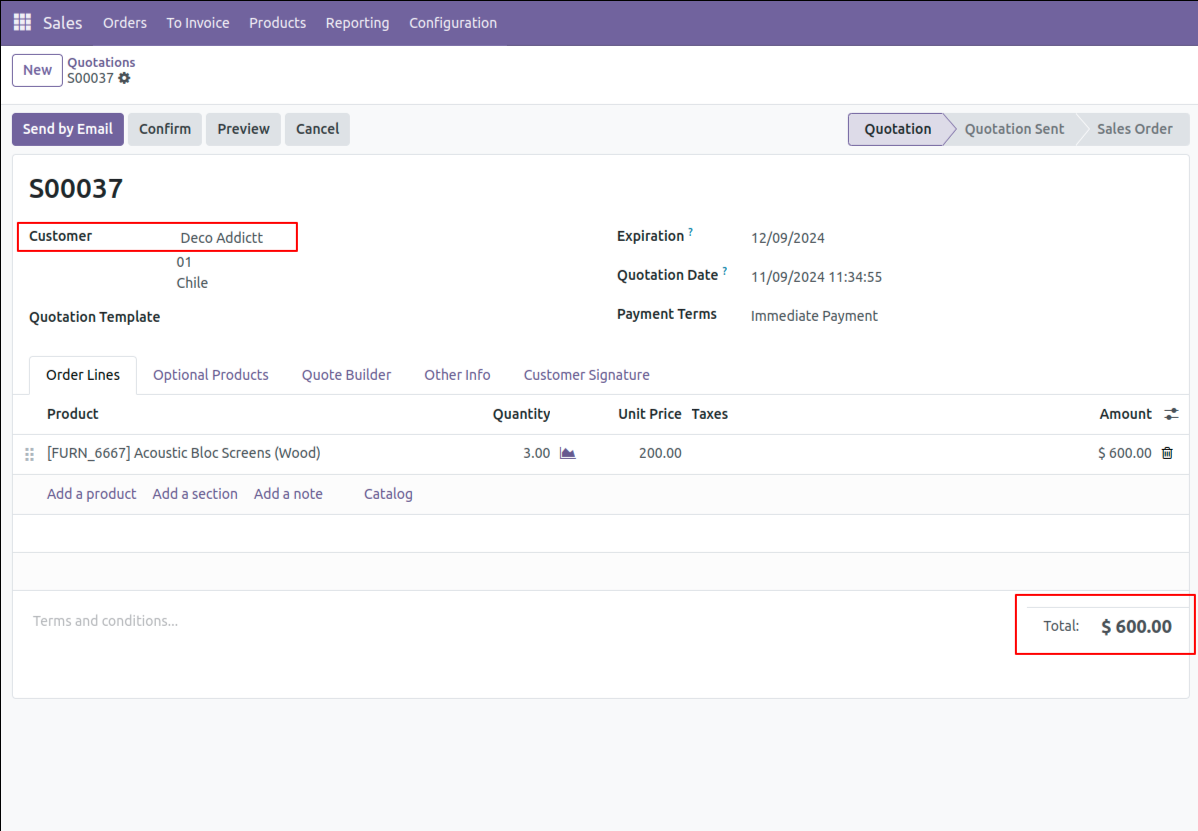 Sales Orders To Invoice Products Reporting Configuration
New Quotations
S00037
Send by Email Confirm Preview Cancel Quotation Quotation Sent Sales Order
S00037
Customer Deco Addictt
01
Chile
Quotation Template
Expiration ? 12/09/2024
Quotation Date ? 11/09/2024 11:34:55
Payment Terms Immediate Payment
Order Lines Optional Products Quote Builder Other Info Customer Signature
Product Quantity Unit Price Taxes Amount
[FURN_6667] Acoustic Bloc Screens (Wood) 3.00 200.00 $ 600.00
Add a product Add a section Add a note Catalog
Terms and conditions...
Total: $ 600.00